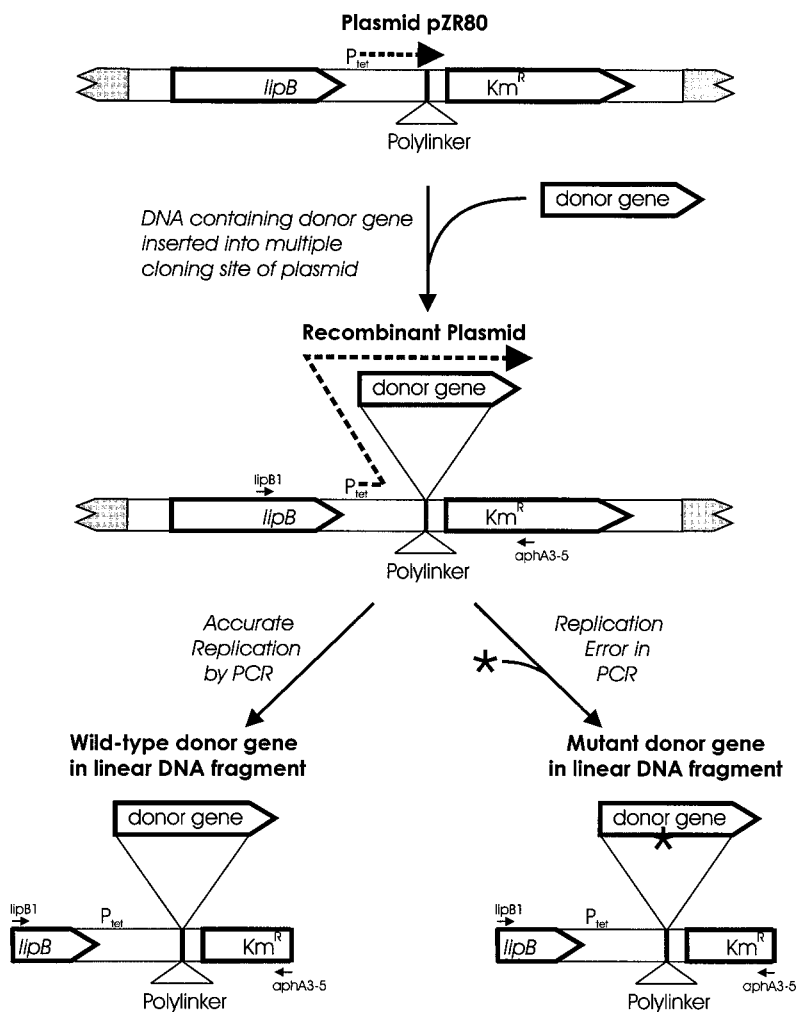 Plasmid pZR80
Ptet
lipB
KmR
Polylinker
donor gene
DNA containing donor gene
inserted into multiple
cloning site of plasmid
Recombinant Plasmid
donor gene
lipB1
Ptet
lipB
KmR
aphA3-5
Polylinker
Accurate
Replication
by PCR
Replication
Error in
PCR
Wild-type donor gene
in linear DNA fragment
donor gene
lipB1
Ptet
lipB
KmR
aphA3-5
Polylinker
Mutant donor gene
in linear DNA fragment
donor gene
lipB1
Ptet
lipB
KmR
aphA3-5
Polylinker